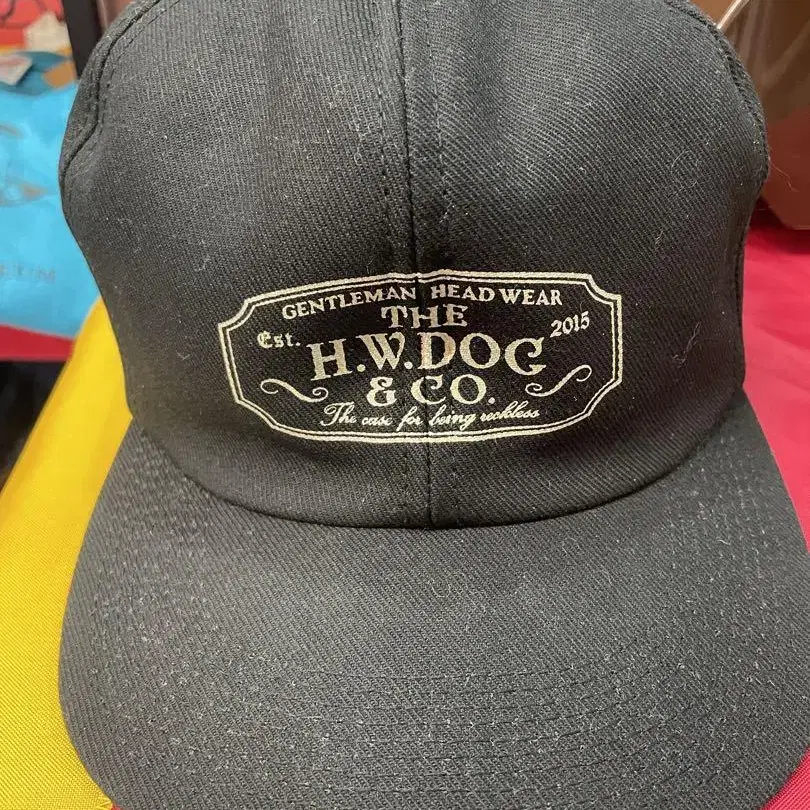 GENTLEMAN HEAD WEAR
THE
Est. 2015
H.W.DOG
& CO.
The case for being reckless